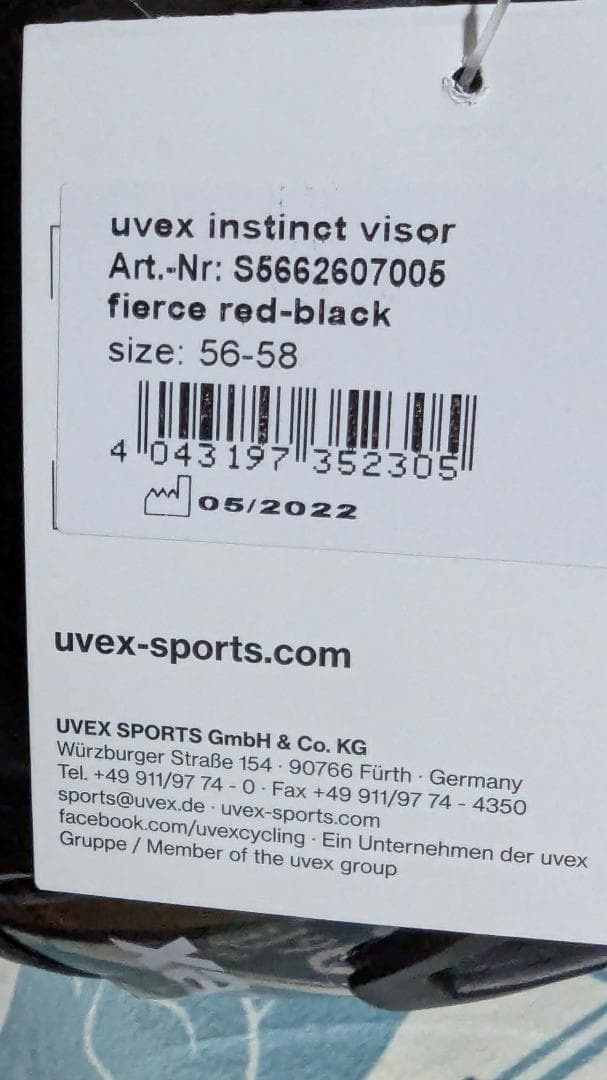 uvex instinct visor
Art.-Nr: S5662607005
fierce red-black
size: 56-58
4 043197 352305
05/2022
uvex-sports.com
UVEX SPORTS GmbH & Co. KG
Würzburger Straße 154 · 90766 Fürth · Germany
Tel. +49 911/97 74 - 0 · Fax +49 911/97 74 - 4350
sports@uvex.de · uvex-sports.com
facebook.com/uvexcycling · Ein Unternehmen der uvex
Gruppe / Member of the uvex group